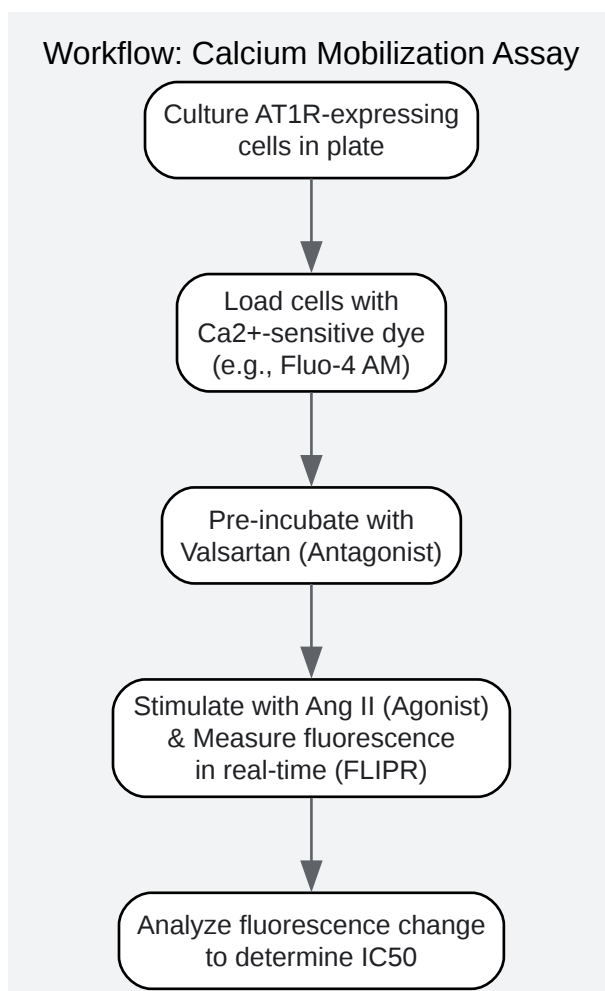 Workflow: Calcium Mobilization Assay
Culture AT1R-expressing
cells in plate
Load cells with
Ca2+-sensitive dye
(e.g., Fluo-4 AM)
Pre-incubate with
Valsartan (Antagonist)
Stimulate with Ang II (Agonist)
& Measure fluorescence
in real-time (FLIPR)
Analyze fluorescence change
to determine IC50